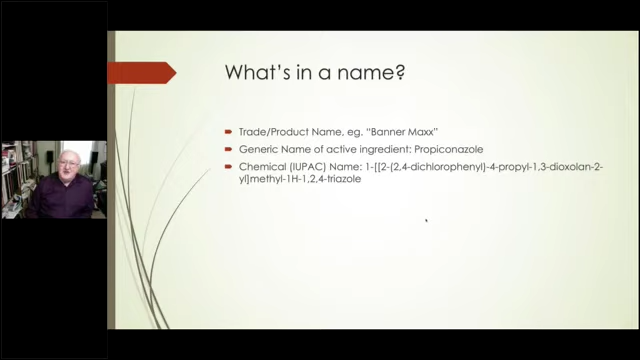 What's in a name?
Trade/Product Name, eg. “Banner Maxx”
Generic Name of active ingredient: Propiconazole
Chemical (IUPAC) Name: 1-[[2-(2,4-dichlorophenyl)-4-propyl-1,3-dioxolan-2-
yl]methyl-1H-1,2,4-triazole